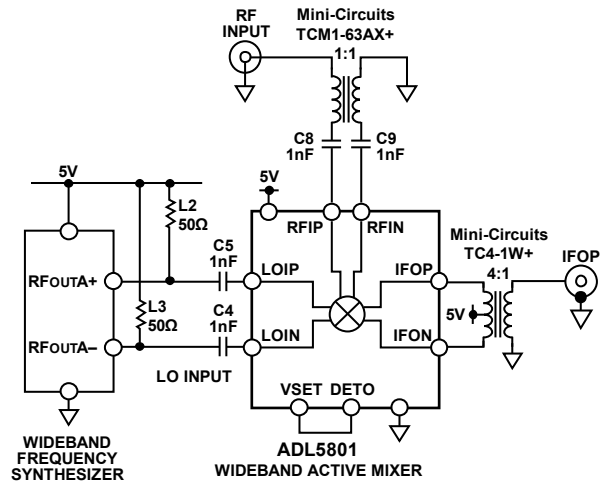 RF
INPUT
Mini-Circuits
TCM1-63AX+
1:1
C8
1nF
C9
1nF
5V
5V
L2
50Ω
RFIP
RFIN
Mini-Circuits
TC4-1W+
4:1
IFOP
C5
1nF
RFOUTA+
LOIP
IFOP
L3
50Ω
C4
1nF
5V
RFOUTA–
LOIN
IFON
LO INPUT
VSET DETO
WIDEBAND
FREQUENCY
SYNTHESIZER
ADL5801
WIDEBAND ACTIVE MIXER